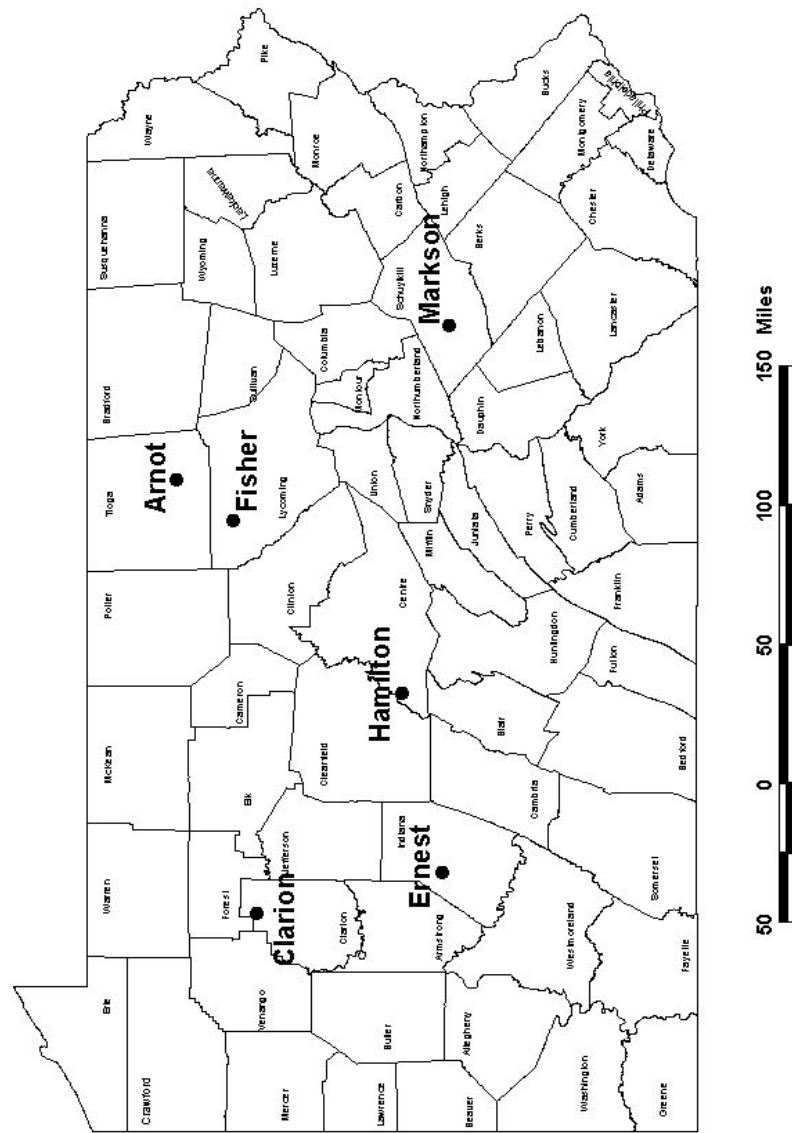 Erie
Crawford
Warren
McKean
Potter
Tioga
Bradford
Susquehanna
Wayne
Wyoming
Lackawanna
Pike
Arnot
Fisher
Sullivan
Mercer
Venango
Forest
Elk
Cameron
Clinton
Lycoming
Luzerne
Monroe
Clarion
Clarion
Jefferson
Clearfield
Columbia
Montour
Carbon
Lawrence
Butler
Armstrong
Indiana
Hamilton
Centre
Union
Northumberland
Schuylkill
Northampton
Lehigh
Markson
Ernest
Beaver
Allegheny
Snyder
Mifflin
Juniata
Dauphin
Berks
Bucks
Westmoreland
Cambria
Blair
Huntingdon
Perry
Cumberland
Lebanon
Montgomery
Philadelphia
Washington
Somerset
Bedford
Fulton
Franklin
Adams
York
Lancaster
Chester
Delaware
Greene
Fayette
50 0 50 100 150 Miles